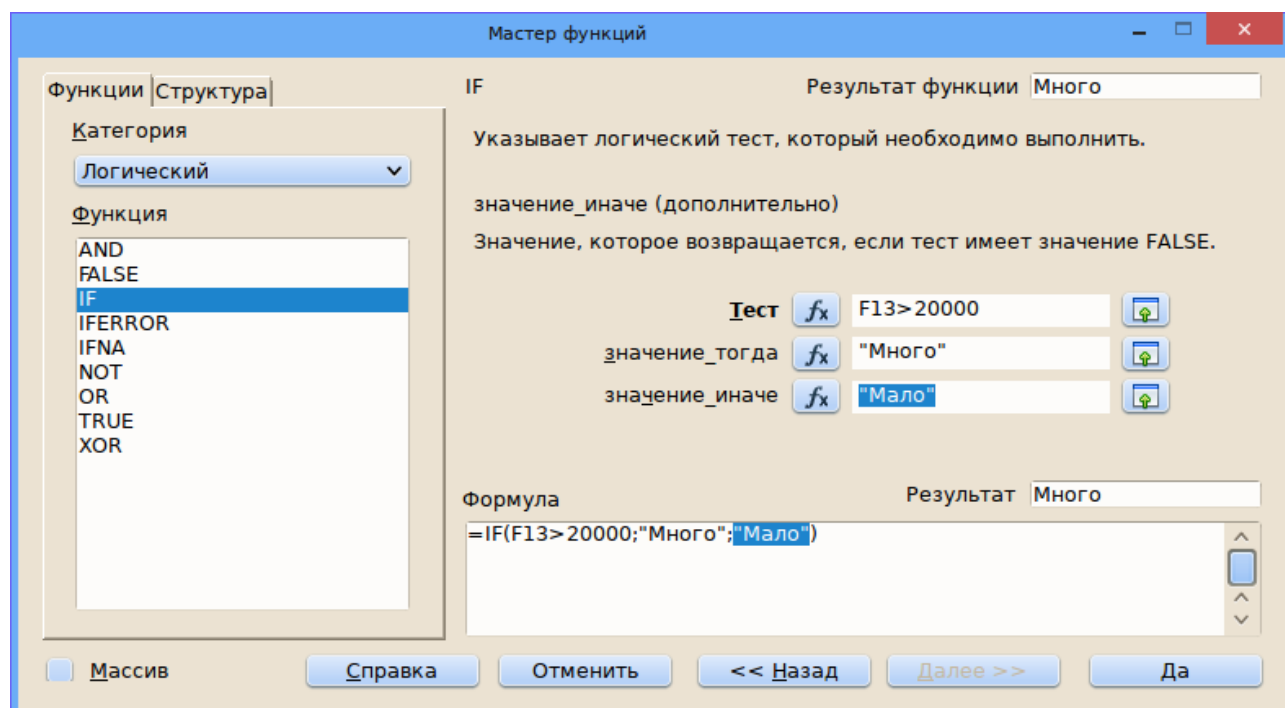 Мастер функций
Функции Структура
Категория
Логический
Функция
AND
FALSE
IF
IFERROR
IFNA
NOT
OR
TRUE
XOR
IF Результат функции Много
Указывает логический тест, который необходимо выполнить.
значение_иначе (дополнительно)
Значение, которое возвращается, если тест имеет значение FALSE.
Тест fx F13>20000
значение_тогда fx "Много"
значение_иначе fx "Мало"
Формула Результат Много
=IF(F13>20000;"Много";"Мало")
Массив Справка Отменить << Назад Далее >> Да